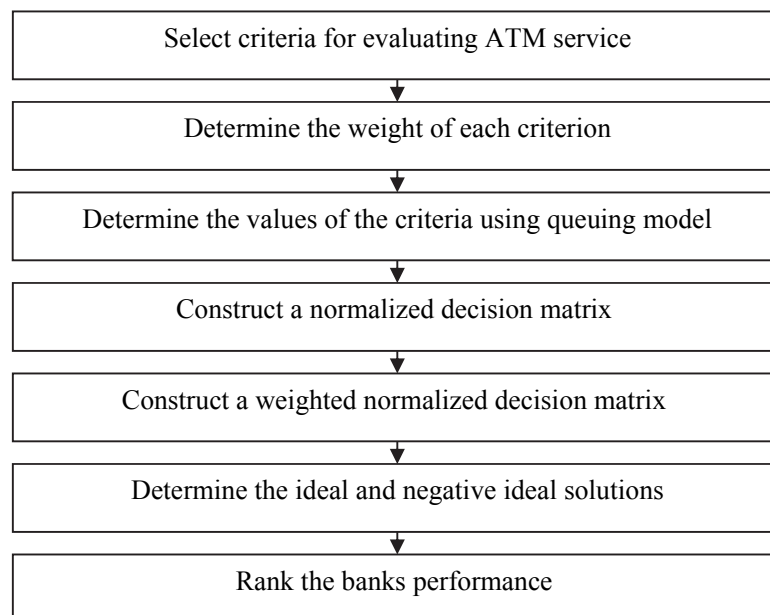 Select criteria for evaluating ATM service
Determine the weight of each criterion
Determine the values of the criteria using queuing model
Construct a normalized decision matrix
Construct a weighted normalized decision matrix
Determine the ideal and negative ideal solutions
Rank the banks performance